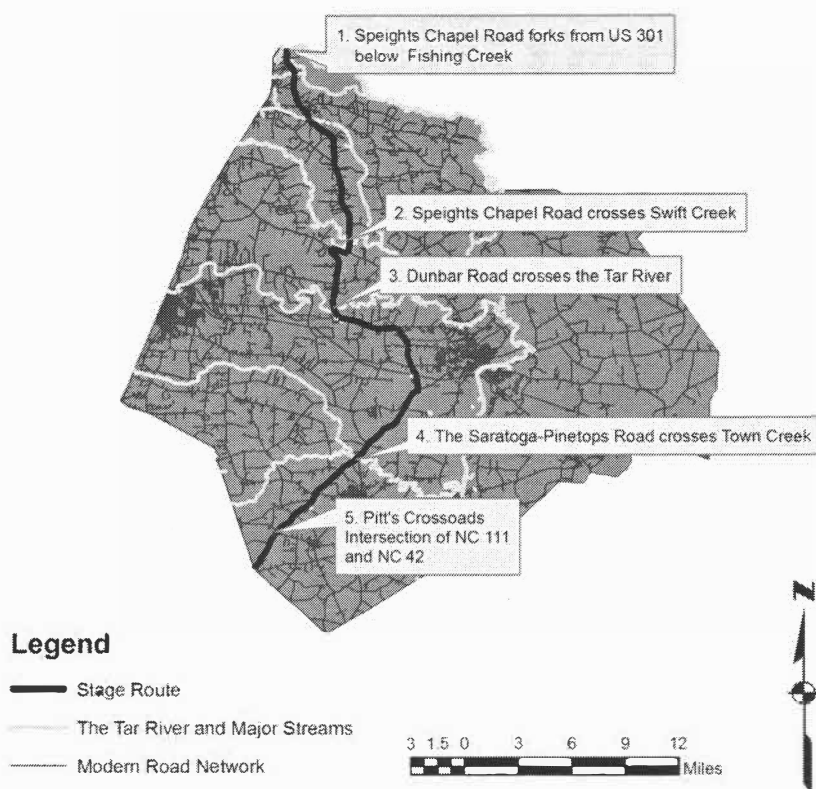 1. Speights Chapel Road forks from US 301
below Fishing Creek
2. Speights Chapel Road crosses Swift Creek
3. Dunbar Road crosses the Tar River
4. The Saratoga-Pinetops Road crosses Town Creek
5. Pitt's Crossoads
Intersection of NC 111
and NC 42
N
Legend
Stage Route
The Tar River and Major Streams
Modern Road Network
3 1.5 0 3 6 9 12
Miles